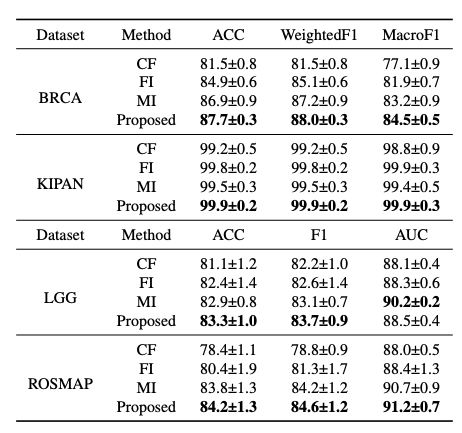 Dataset Method ACC WeightedF1 MacroF1
CF 81.5±0.8 81.5±0.8 77.1±0.9
FI 84.9±0.6 85.1±0.6 81.9±0.7
BRCA
MI 86.9±0.9 87.2±0.9 83.2±0.9
Proposed 87.7±0.3 88.0±0.3 84.5±0.5
CF 99.2±0.5 99.2±0.5 98.8±0.9
FI 99.8±0.2 99.8±0.2 99.9±0.3
KIPAN
MI 99.5±0.3 99.5±0.3 99.4±0.5
Proposed 99.9±0.2 99.9±0.2 99.9±0.3
Dataset Method ACC F1 AUC
CF 81.1±1.2 82.2±1.0 88.1±0.4
FI 82.4±1.4 82.6±1.4 88.3±0.6
LGG
MI 82.9±0.8 83.1±0.7 90.2±0.2
Proposed 83.3±1.0 83.7±0.9 88.5±0.4
CF 78.4±1.1 78.8±0.9 88.0±0.5
FI 80.4±1.9 81.3±1.7 88.4±1.3
ROSMAP
MI 83.8±1.3 84.2±1.2 90.7±0.9
Proposed 84.2±1.3 84.6±1.2 91.2±0.7